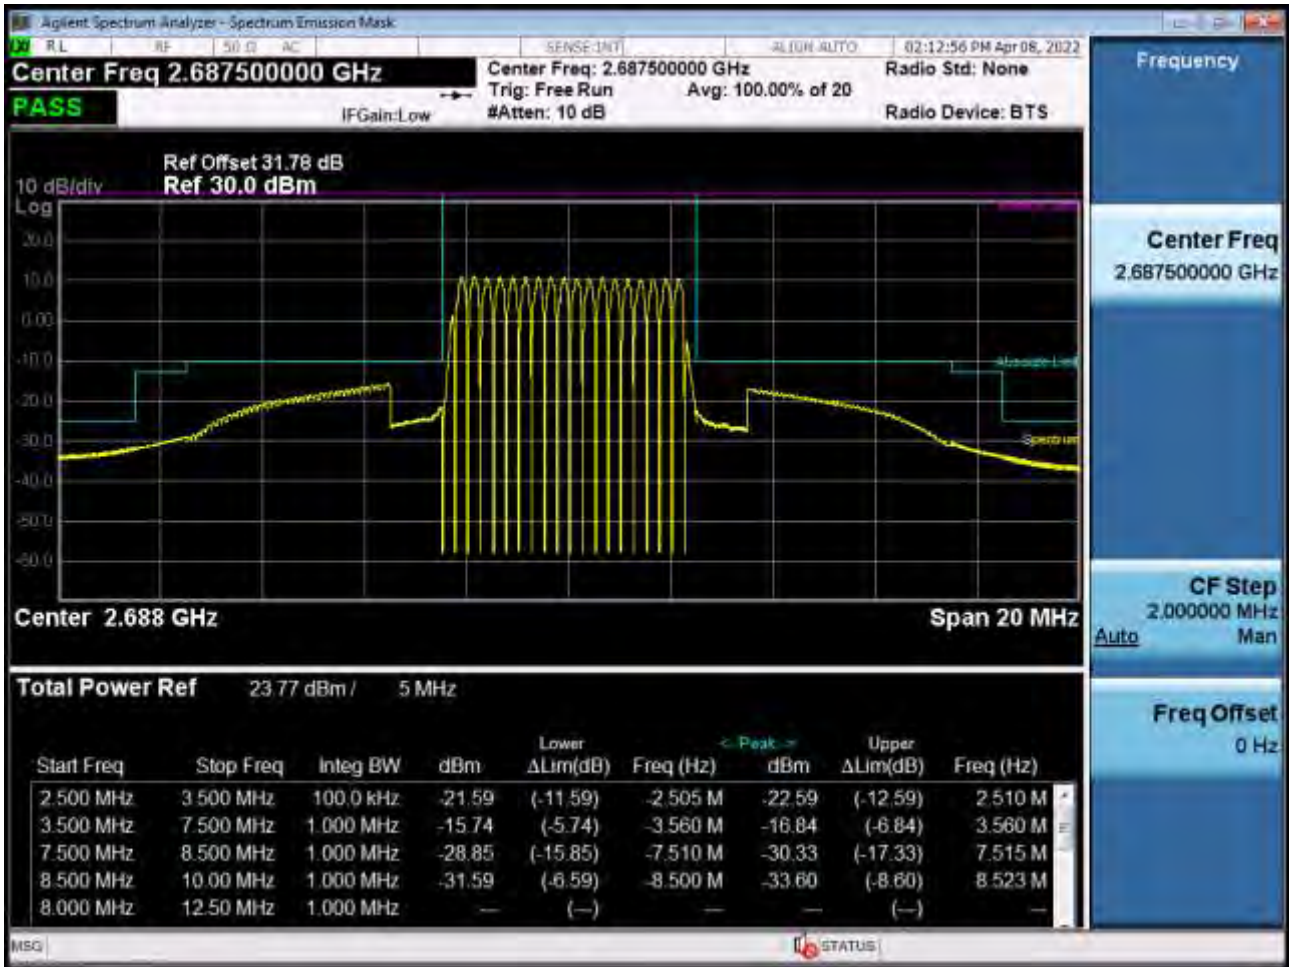 Agilent Spectrum Analyzer - Spectrum Emission Mask
RL RF 50 Ω AC SENSE:INT ALIGN AUTO 02:12:56 PM Apr 08, 2022
Center Freq 2.687500000 GHz
Center Freq: 2.687500000 GHz Radio Std: None
Trig: Free Run Avg: 100.00% of 20
PASS
IFGain:Low #Atten: 10 dB Radio Device: BTS
Ref Offset 31.78 dB
10 dB/div Ref 30.0 dBm
Log
20.0
10.0
0.00
-10.0
Absolute Limit
-20.0
-30.0
Spectrum
-40.0
-50.0
-60.0
Center 2.688 GHz Span 20 MHz
Total Power Ref 23.77 dBm / 5 MHz
Lower <- Peak -> Upper
Start Freq Stop Freq Integ BW dBm ΔLim(dB) Freq (Hz) dBm ΔLim(dB) Freq (Hz)
2.500 MHz 3.500 MHz 100.0 kHz -21.59 (-11.59) -2.505 M -22.59 (-12.59) 2.510 M
3.500 MHz 7.500 MHz 1.000 MHz -15.74 (-5.74) -3.560 M -16.84 (-6.84) 3.560 M
7.500 MHz 8.500 MHz 1.000 MHz -28.85 (-15.85) -7.510 M -30.33 (-17.33) 7.515 M
8.500 MHz 10.00 MHz 1.000 MHz -31.59 (-6.59) -8.500 M -33.60 (-8.60) 8.523 M
8.000 MHz 12.50 MHz 1.000 MHz --- (---) --- --- (---) ---
MSG STATUS
Frequency
Center Freq
2.687500000 GHz
CF Step
2.000000 MHz
Auto Man
Freq Offset
0 Hz